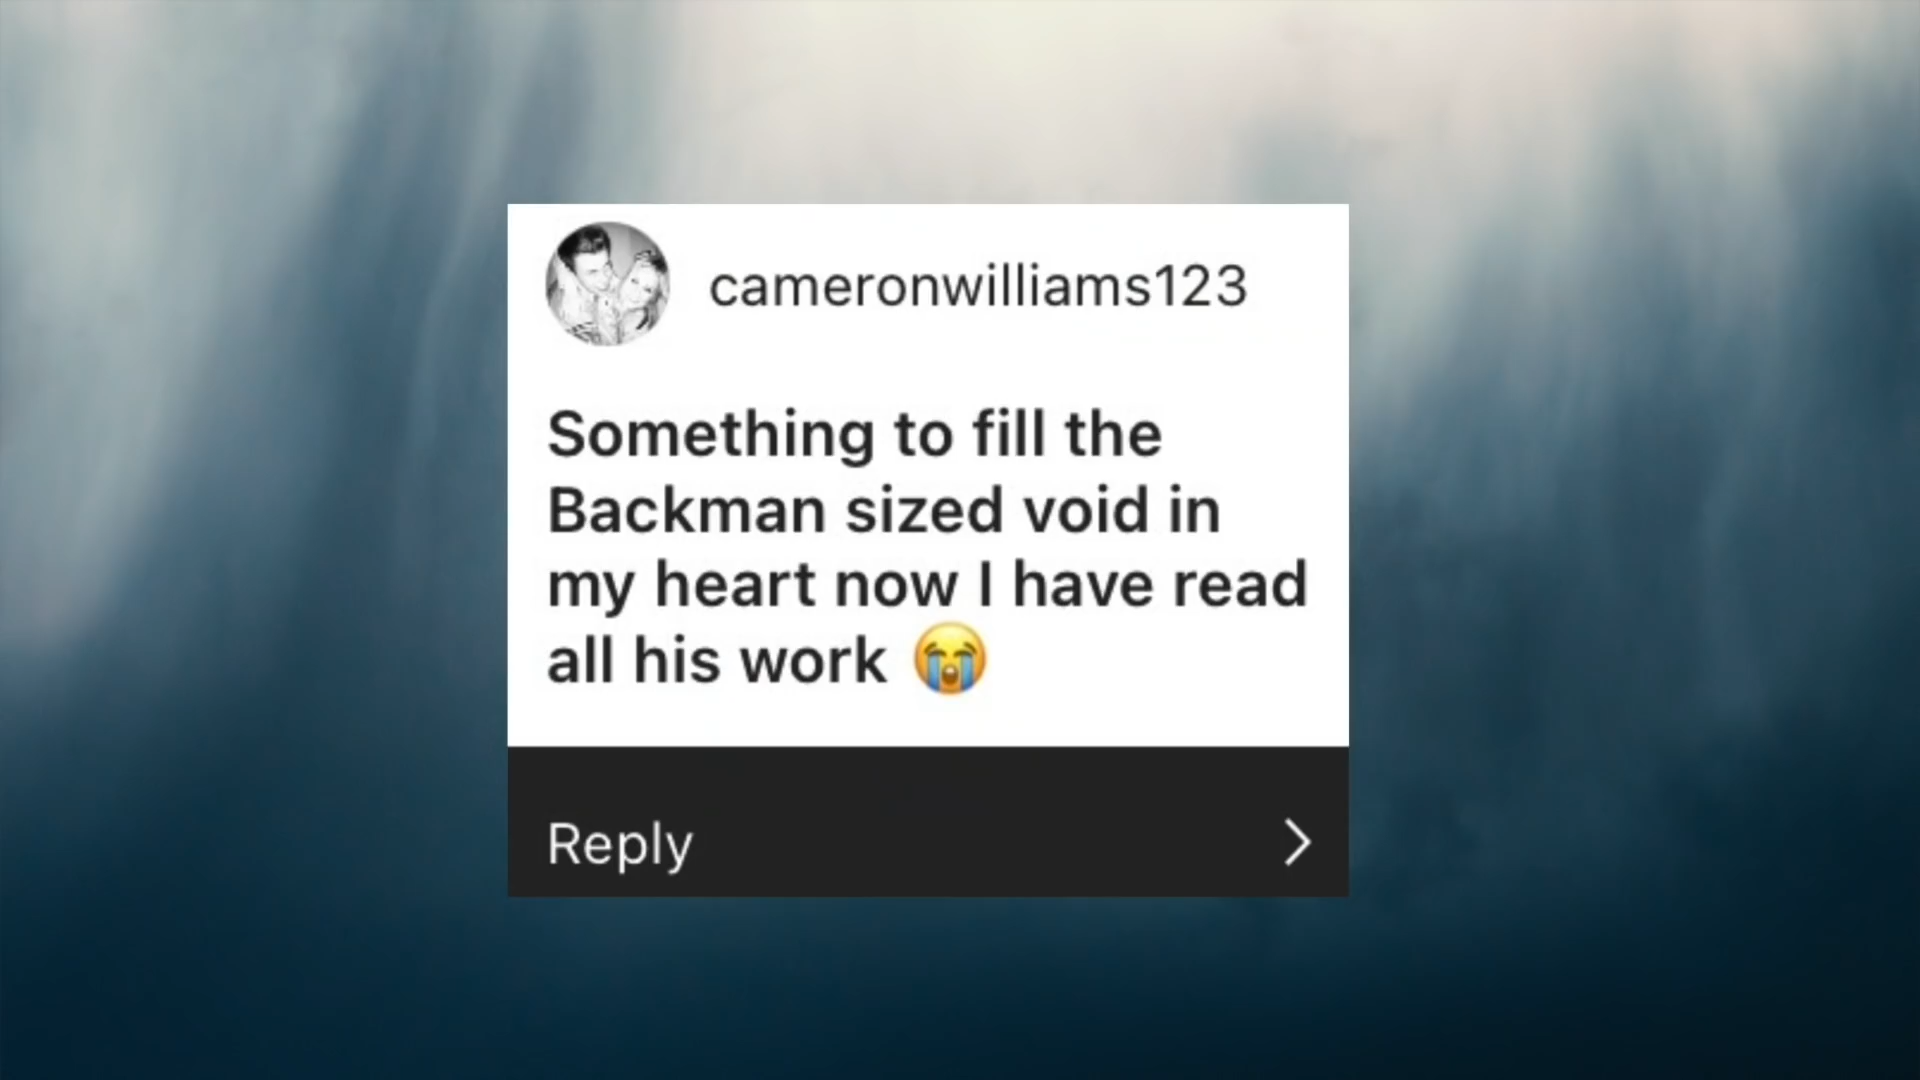 cameronwilliams123
Something to fill the
Backman sized void in
my heart now I have read
all his work 😭
Reply